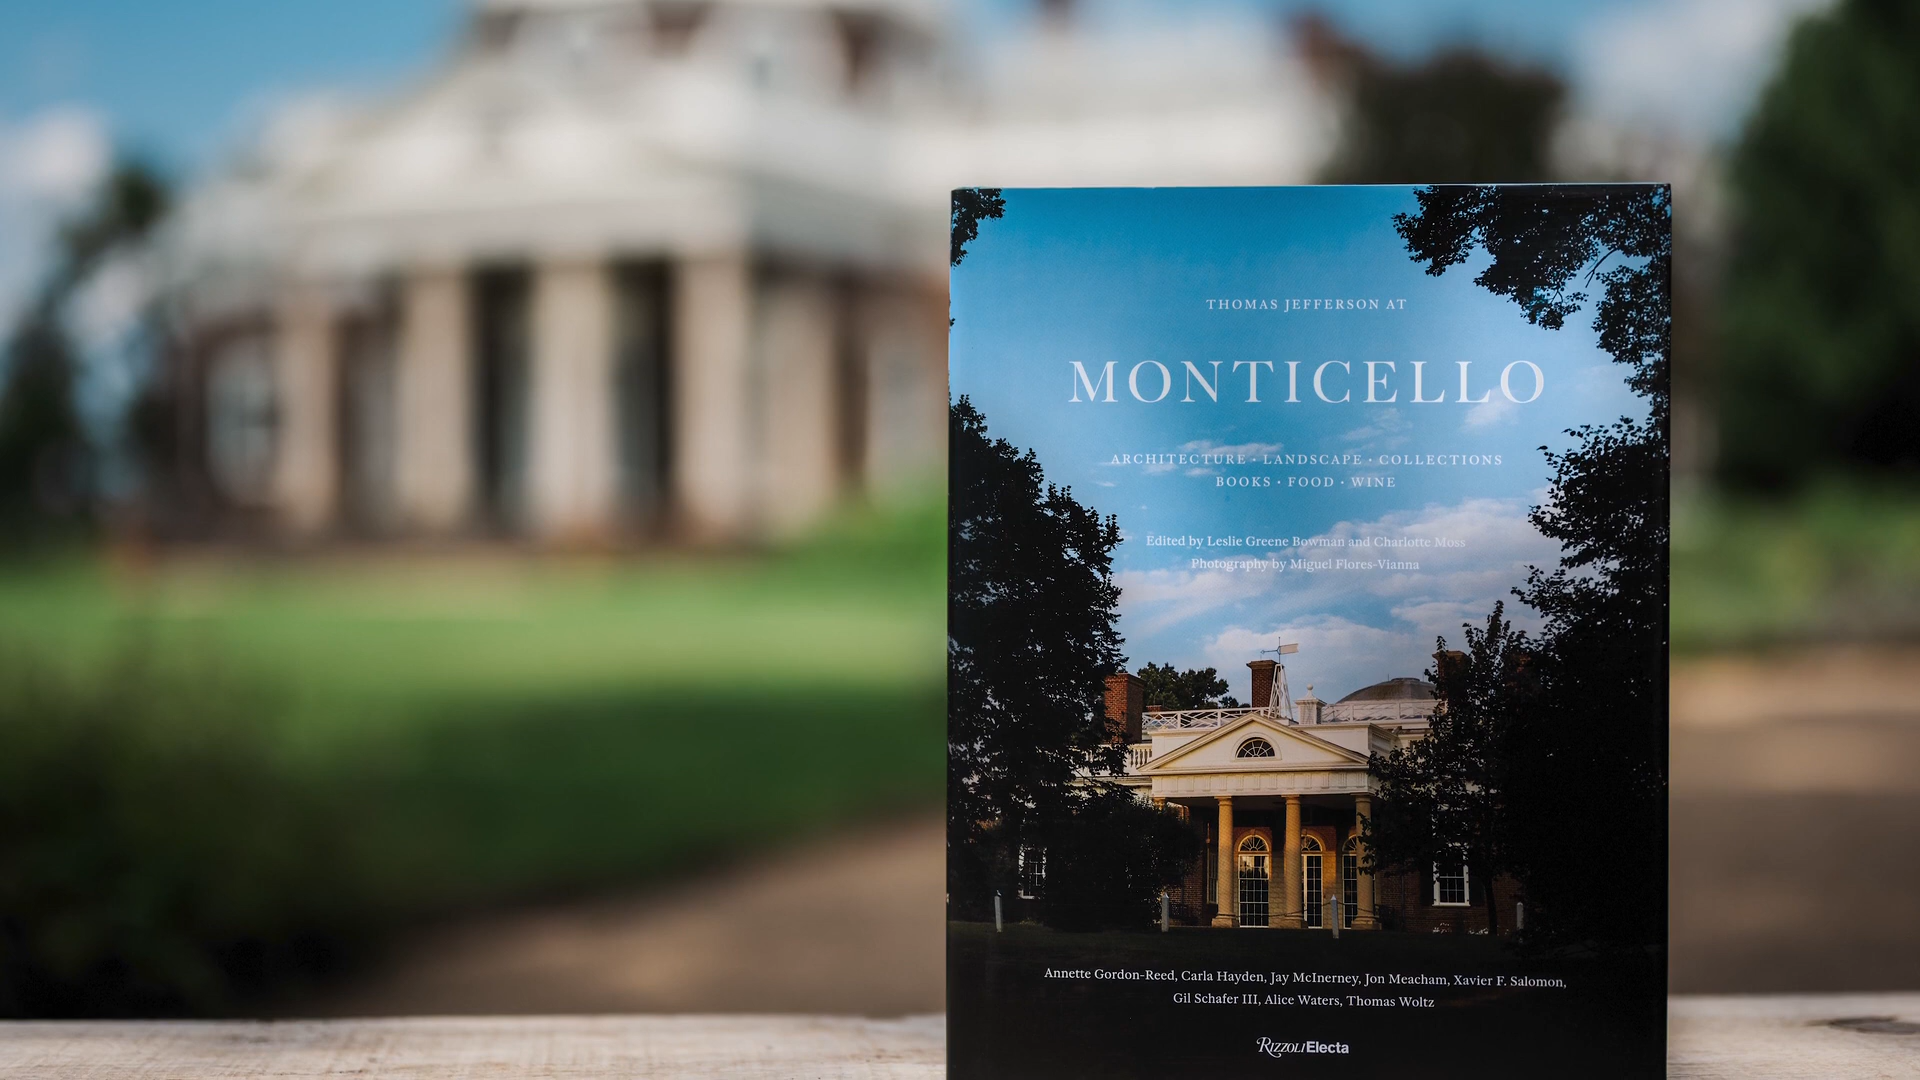 THOMAS JEFFERSON AT
MONTICELLO
ARCHITECTURE · LANDSCAPE · COLLECTIONS
BOOKS · FOOD · WINE
Edited by Leslie Greene Bowman and Charlotte Moss
Photography by Miguel Flores-Vianna
Annette Gordon-Reed, Carla Hayden, Jay McInerney, Jon Meacham, Xavier F. Salomon,
Gil Schafer III, Alice Waters, Thomas Woltz
RIZZOLI Electa